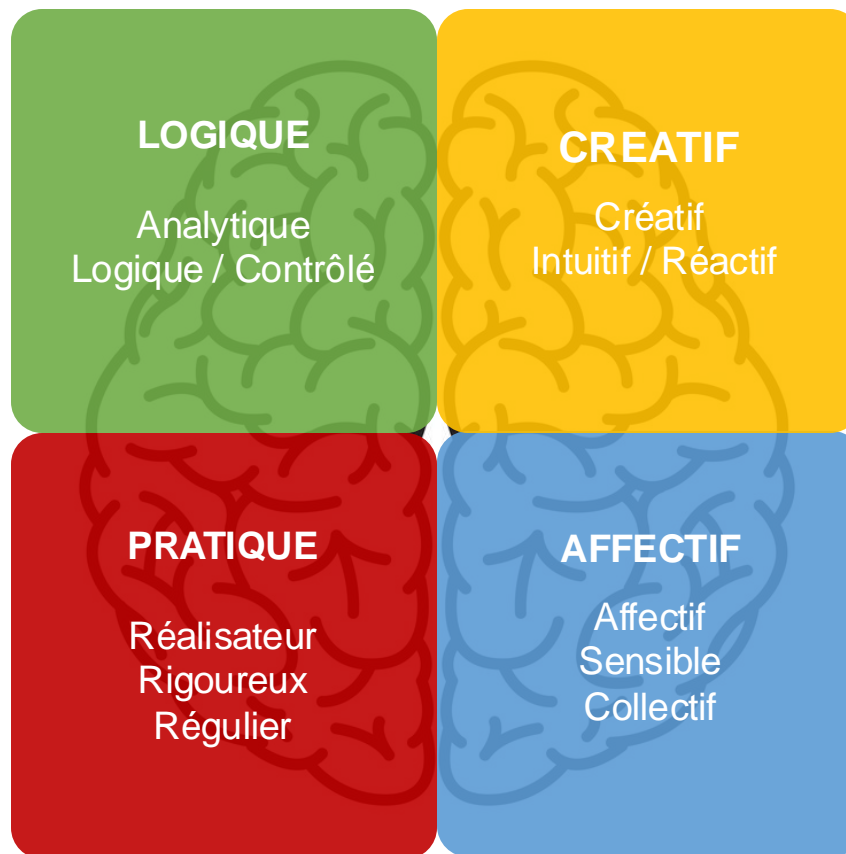 LOGIQUE
Analytique
Logique / Contrôlé
CREATIF
Créatif
Intuitif / Réactif
PRATIQUE
Réalisateur
Rigoureux
Régulier
AFFECTIF
Affectif
Sensible
Collectif